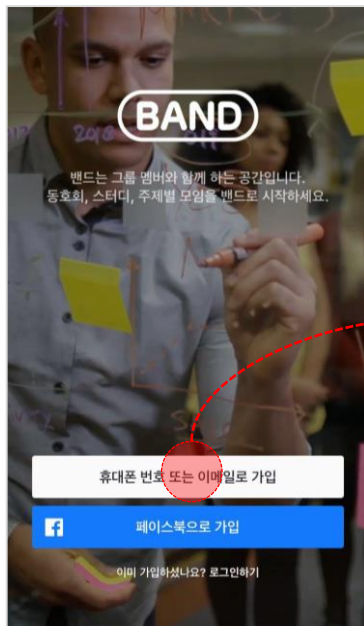 BAND
밴드는 그룹 멤버와 함께 하는 공간입니다.
동호회, 스터디, 주제별 모임을 밴드로 시작하세요.
휴대폰 번호 또는 이메일로 가입
페이스북으로 가입
이미 가입하셨나요? 로그인하기